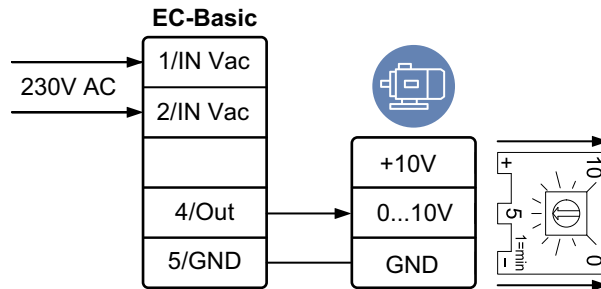 EC-Basic
230V AC
1/IN Vac
2/IN Vac
4/Out
5/GND
+10V
0...10V
GND
+ 10
5
1=min
- 0